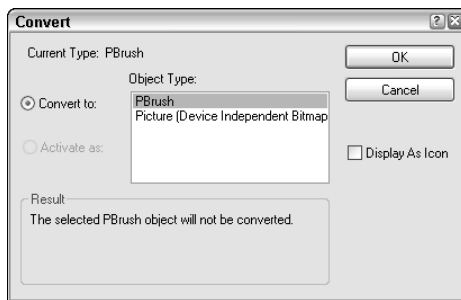 Convert
Current Type: PBrush
OK
Object Type:
Cancel
Convert to:
PBrush
Picture (Device Independent Bitmap
Activate as:
Display As Icon
Result
The selected PBrush object will not be converted.